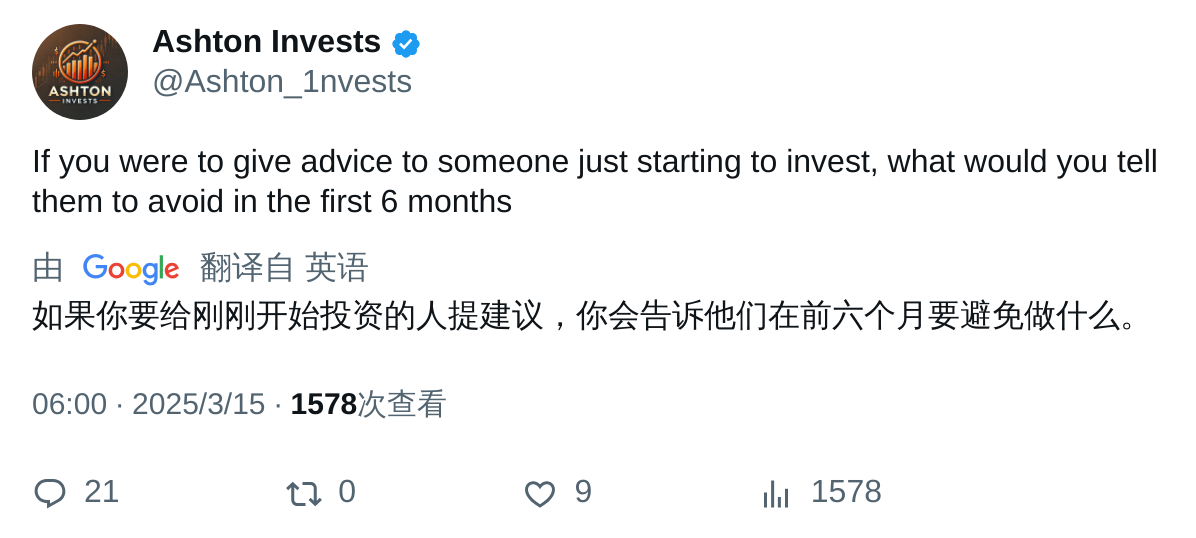 ASHTON
INVESTS
Ashton Invests
@Ashton_1nvests
If you were to give advice to someone just starting to invest, what would you tell
them to avoid in the first 6 months
由 Google 翻译自 英语
如果你要给刚刚开始投资的人提建议，你会告诉他们在前六个月要避免做什么。
06:00 · 2025/3/15 · 1578次查看
21 0 9 1578